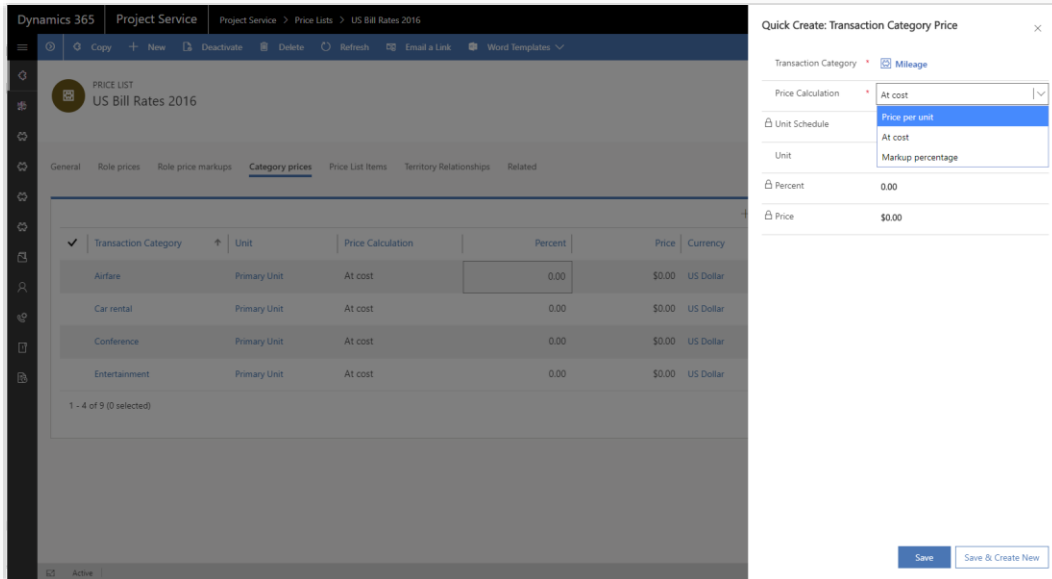 Dynamics 365 Project Service Project Service > Price Lists > US Bill Rates 2016
Copy + New Deactivate Delete Refresh Email a Link Word Templates
PRICE LIST
US Bill Rates 2016
General Role prices Role price markups Category prices Price List Items Territory Relationships Related
Transaction Category Unit Price Calculation Percent Price Currency
Airfare Primary Unit At cost 0.00 $0.00 US Dollar
Car rental Primary Unit At cost 0.00 $0.00 US Dollar
Conference Primary Unit At cost 0.00 $0.00 US Dollar
Entertainment Primary Unit At cost 0.00 $0.00 US Dollar
1 - 4 of 9 (0 selected)
Active
Quick Create: Transaction Category Price
Transaction Category * Mileage
Price Calculation * At cost
Price per unit
At cost
Markup percentage
Unit Schedule
Unit
Percent 0.00
Price $0.00
Save Save & Create New